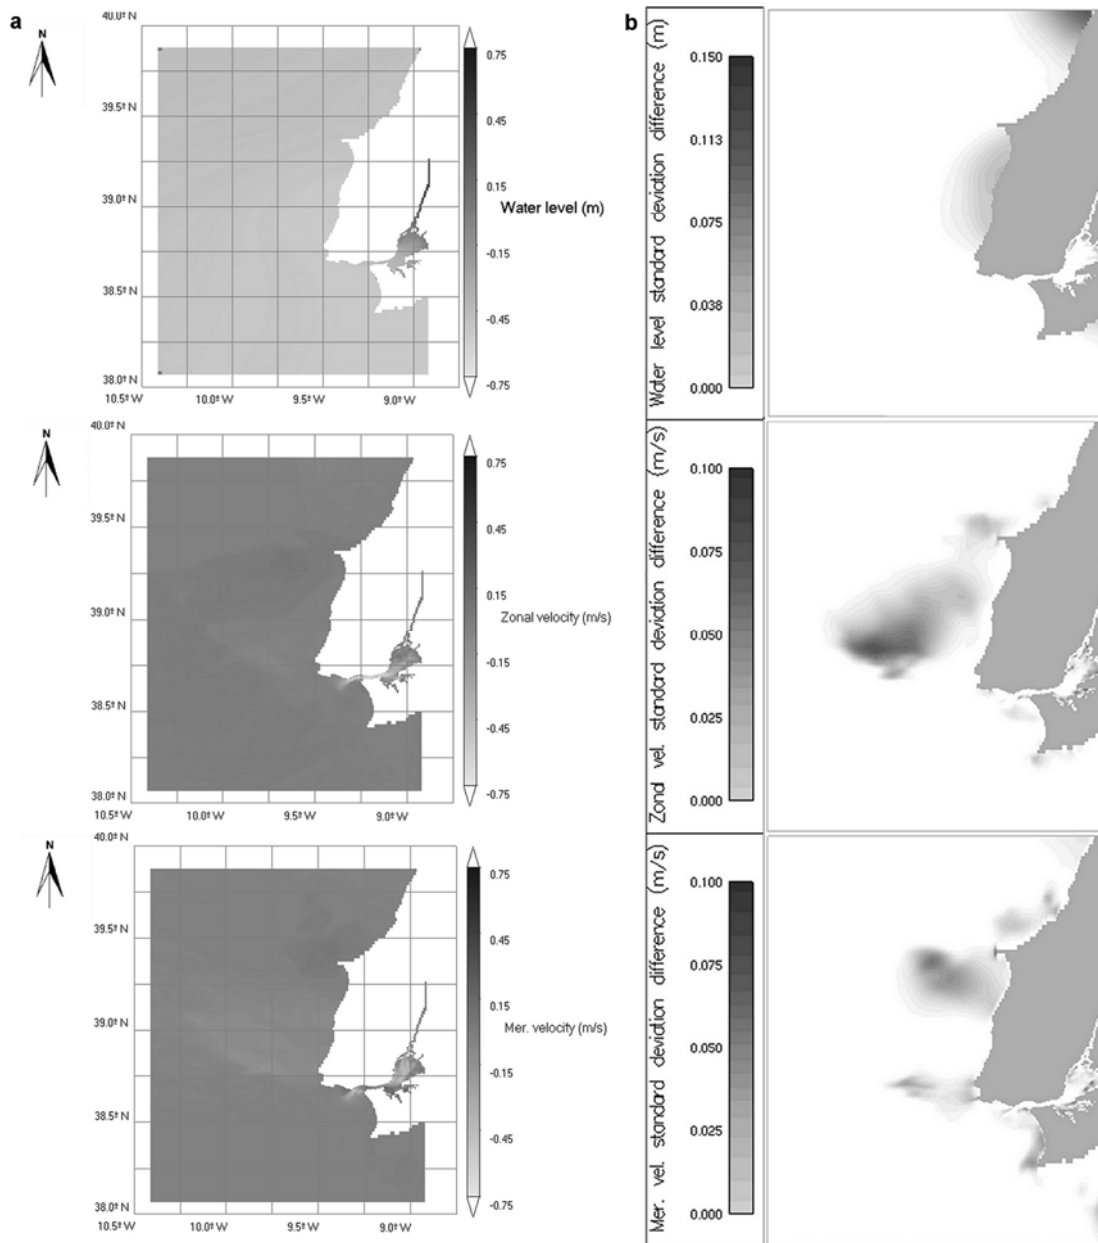 a
N
40.0º N
39.5º N
39.0º N
38.5º N
38.0º N
10.5º W
10.0º W
9.5º W
9.0º W
0.75
0.45
0.15
-0.15
-0.45
-0.75
Water level (m)
N
40.0º N
39.5º N
39.0º N
38.5º N
38.0º N
10.5º W
10.0º W
9.5º W
9.0º W
0.75
0.45
0.15
-0.15
-0.45
-0.75
Zonal velocity (m/s)
N
40.0º N
39.5º N
39.0º N
38.5º N
38.0º N
10.5º W
10.0º W
9.5º W
9.0º W
0.75
0.45
0.15
-0.15
-0.45
-0.75
Mer. velocity (m/s)
b
Water level standard deviation difference (m)
0.150
0.113
0.075
0.038
0.000
Zonal vel. standard deviation difference (m/s)
0.100
0.075
0.050
0.025
0.000
Mer. vel. standard deviation difference (m/s)
0.100
0.075
0.050
0.025
0.000